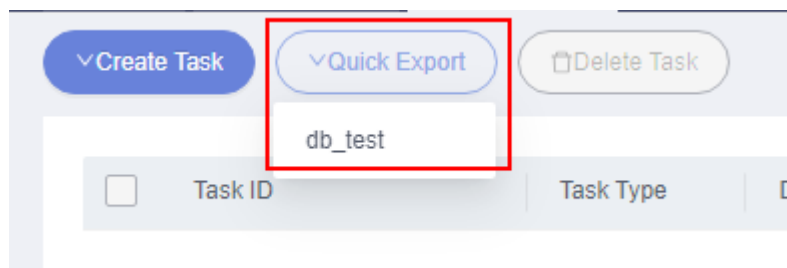 Create Task Quick Export Delete Task
db_test
Task ID Task Type